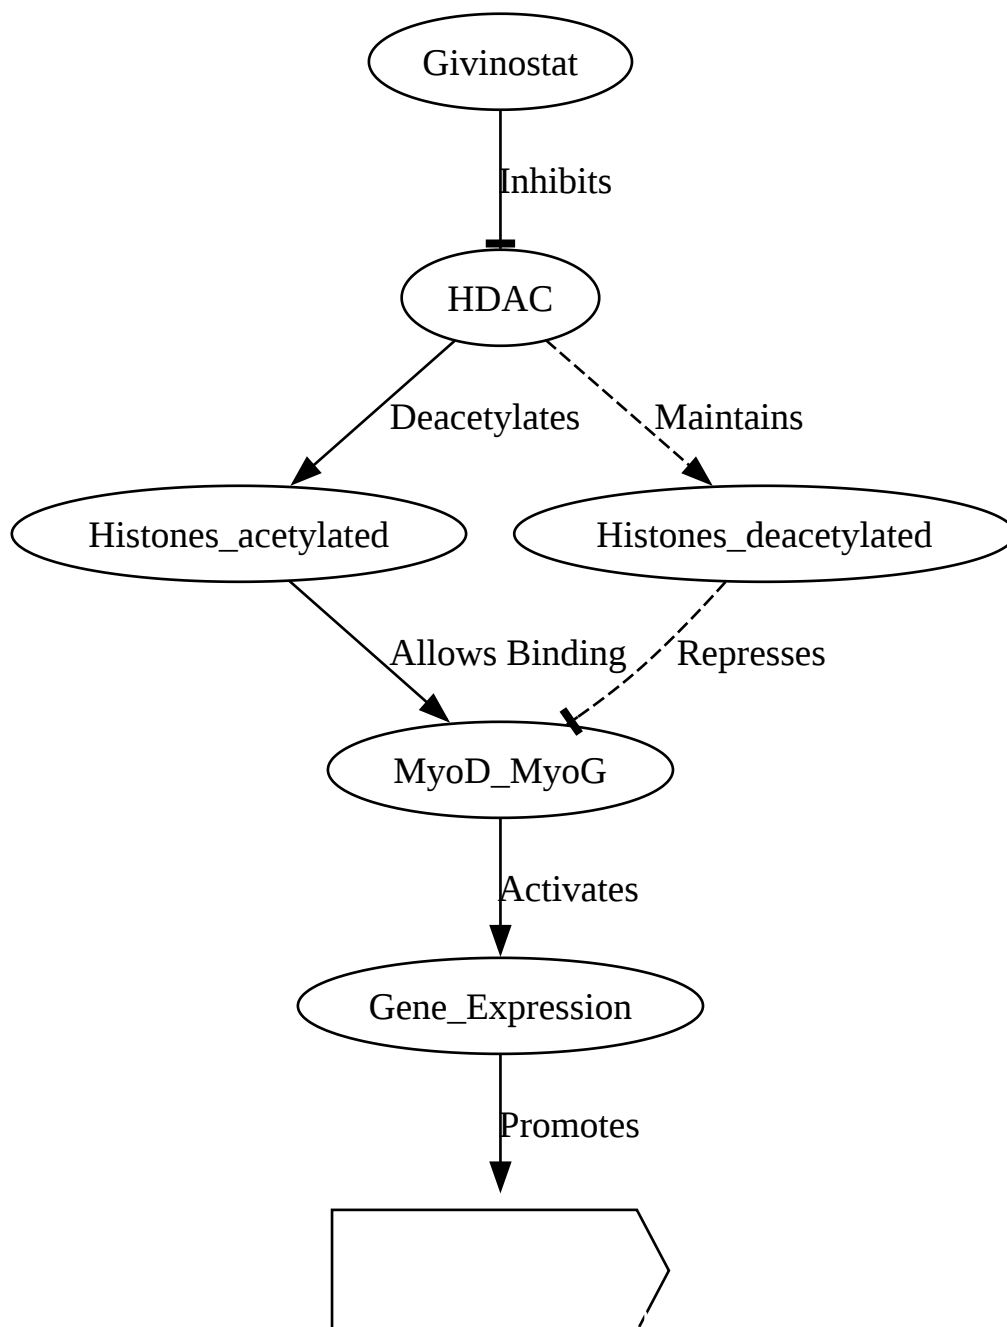 Givinostat
Inhibits
HDAC
Deacetylates
Maintains
Histones_acetylated
Histones_deacetylated
Allows Binding
Represses
MyoD_MyoG
Activates
Gene_Expression
Promotes